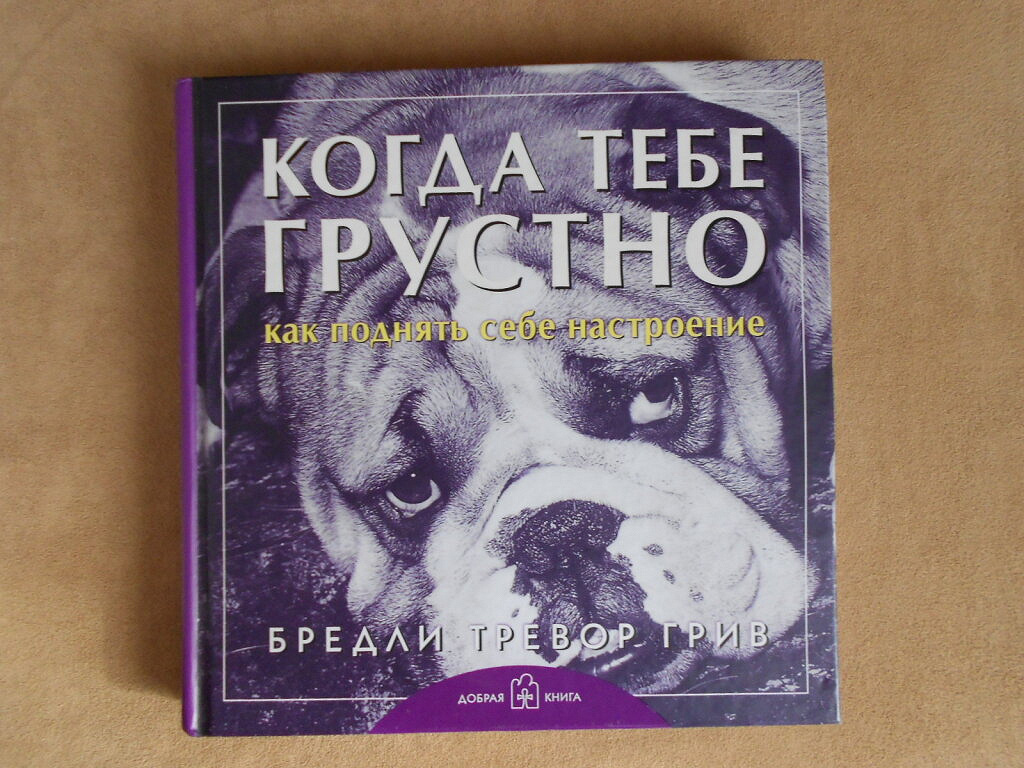 КОГДА ТЕБЕ
ГРУСТНО
как поднять себе настроение
БРЕДЛИ ТРЕВОР ГРИВ
ДОБРАЯ КНИГА